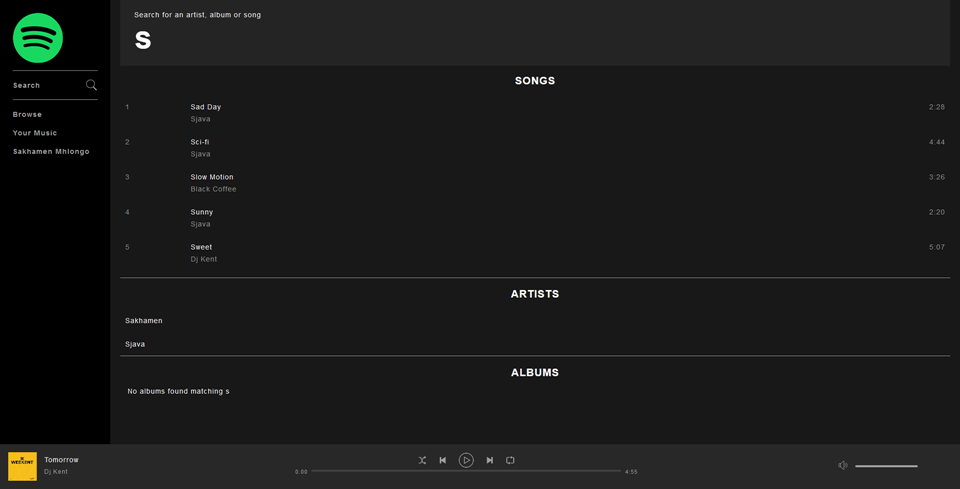 Search for an artist, album or song
s
Search
Browse
Your Music
Sakhamen Mhlongo
SONGS
1 Sad Day 2:28
Sjava
2 Sci-fi 4:44
Sjava
3 Slow Motion 3:26
Black Coffee
4 Sunny 2:20
Sjava
5 Sweet 5:07
Dj Kent
ARTISTS
Sakhamen
Sjava
ALBUMS
No albums found matching s
Tomorrow
Dj Kent
0.00 4:55